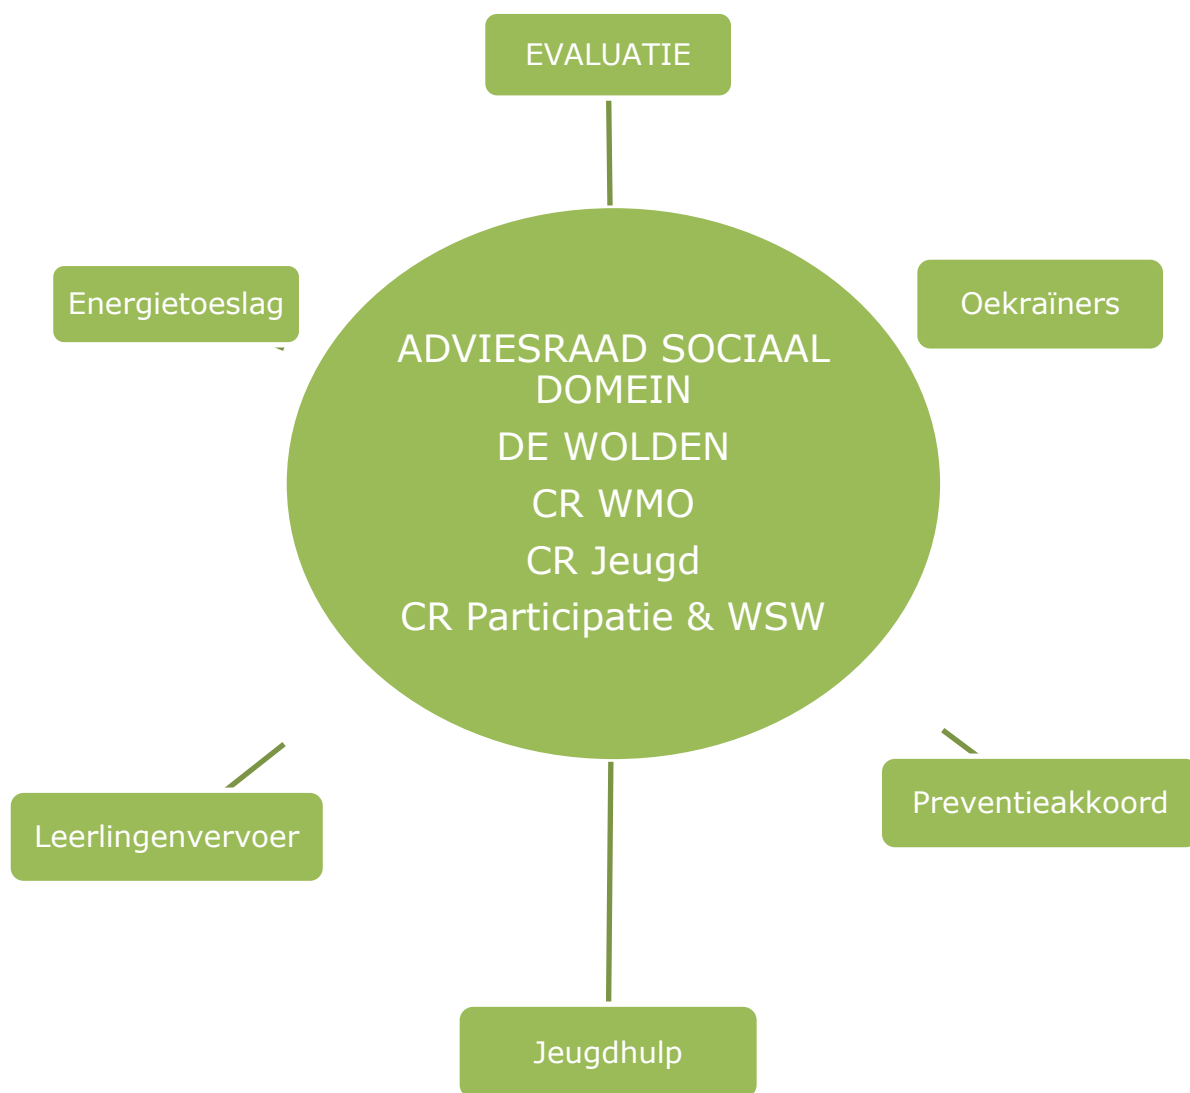 EVALUATIE
Energietoeslag
Oekraïners
ADVIESRAAD SOCIAAL
DOMEIN
DE WOLDEN
CR WMO
CR Jeugd
CR Participatie & WSW
Leerlingenvervoer
Preventieakkoord
Jeugdhulp